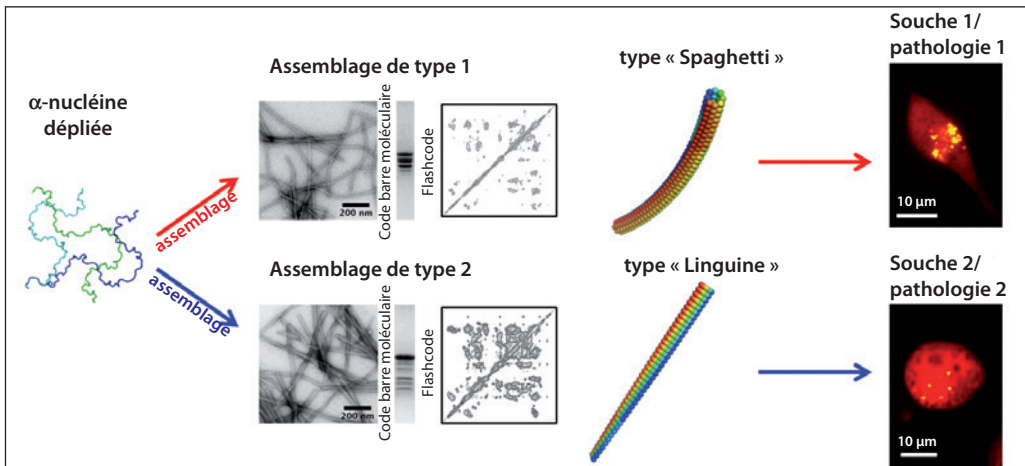 α-nucléine
dépliée
assemblage
assemblage
Assemblage de type 1
Code barre moléculaire
Flashcode
200 nm
type « Spaghetti »
Souche 1/
pathologie 1
10 µm
Assemblage de type 2
Code barre moléculaire
Flashcode
200 nm
type « Linguine »
Souche 2/
pathologie 2
10 µm